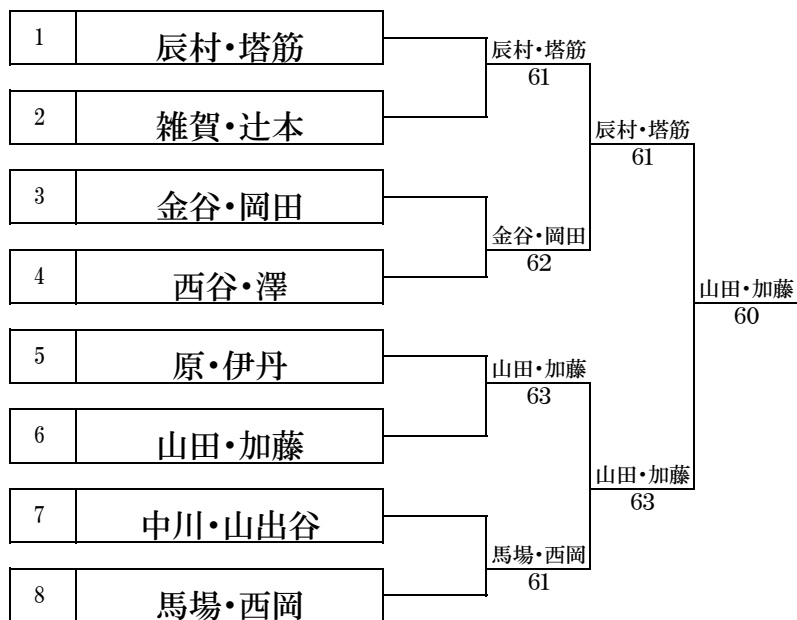 1 辰村・塔筋
2 雑賀・辻本
3 金谷・岡田
4 西谷・澤
5 原・伊丹
6 山田・加藤
7 中川・山出谷
8 馬場・西岡
辰村・塔筋
61
金谷・岡田
62
山田・加藤
63
馬場・西岡
61
辰村・塔筋
61
山田・加藤
63
山田・加藤
60